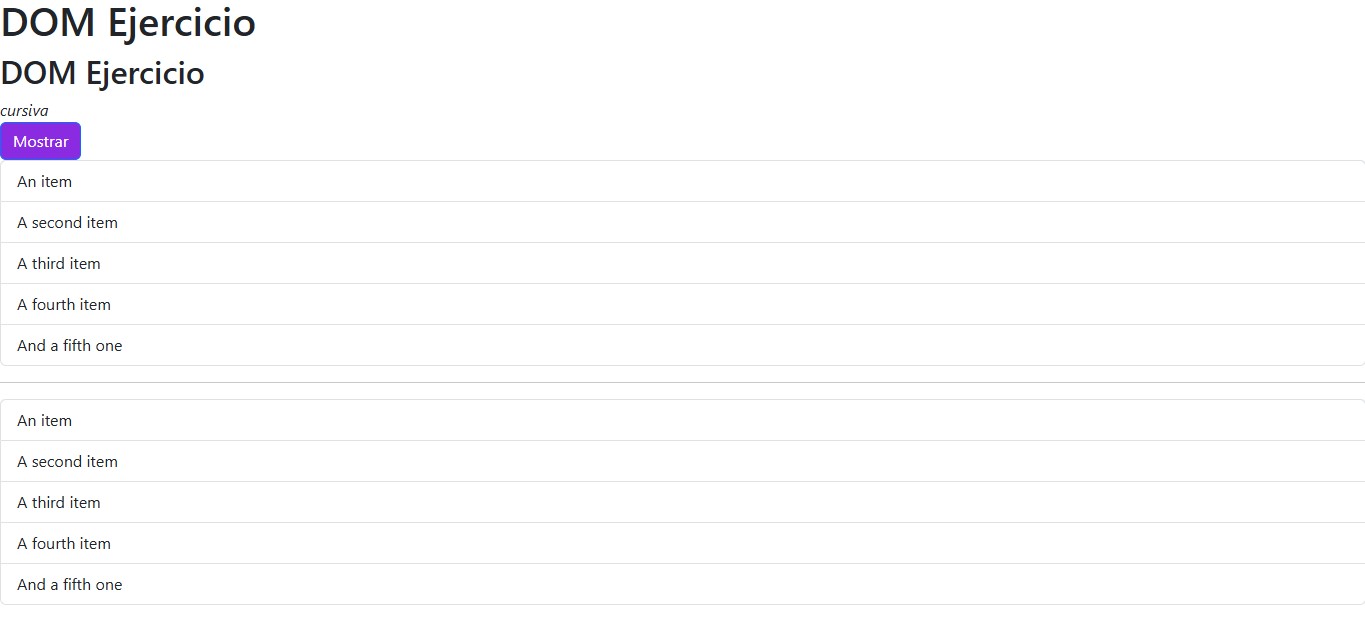 DOM Ejercicio
DOM Ejercicio
cursiva
Mostrar
An item
A second item
A third item
A fourth item
And a fifth one
An item
A second item
A third item
A fourth item
And a fifth one